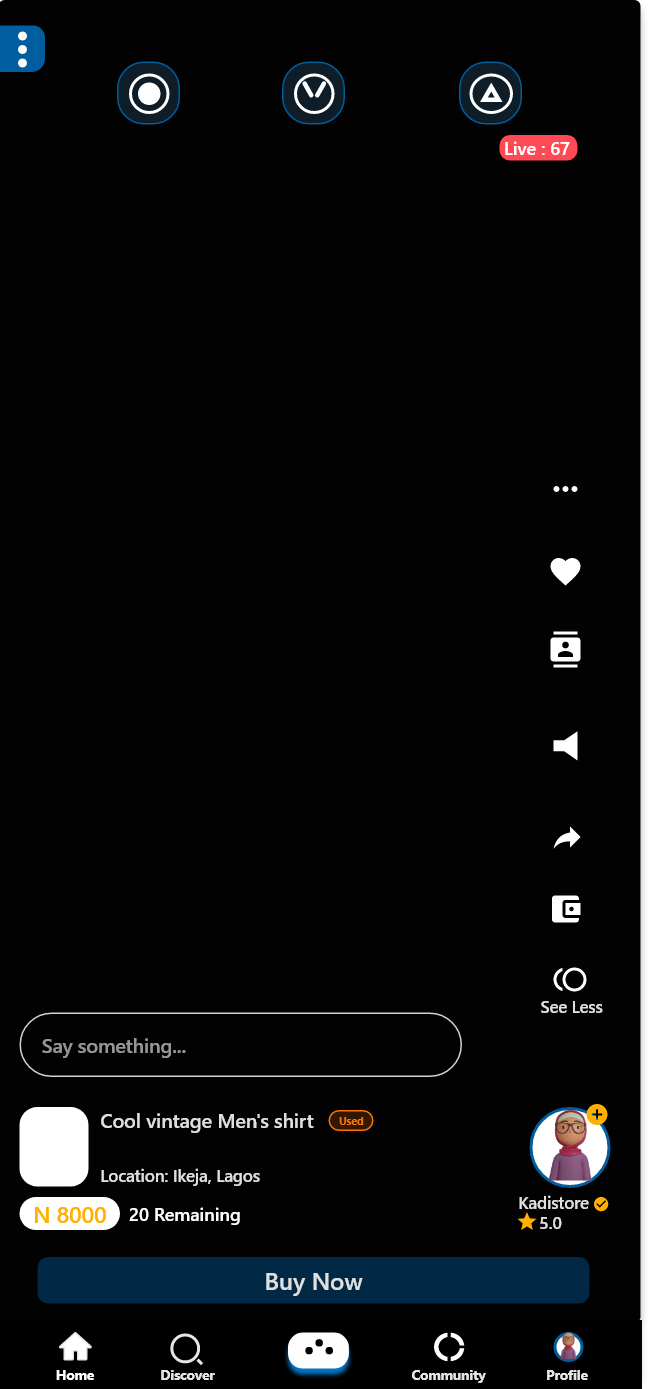 Live : 67
See Less
Say something...
Cool vintage Men's shirt
Used
Location: Ikeja, Lagos
N 8000
20 Remaining
Kadistore
5.0
Buy Now
Home
Discover
Community
Profile